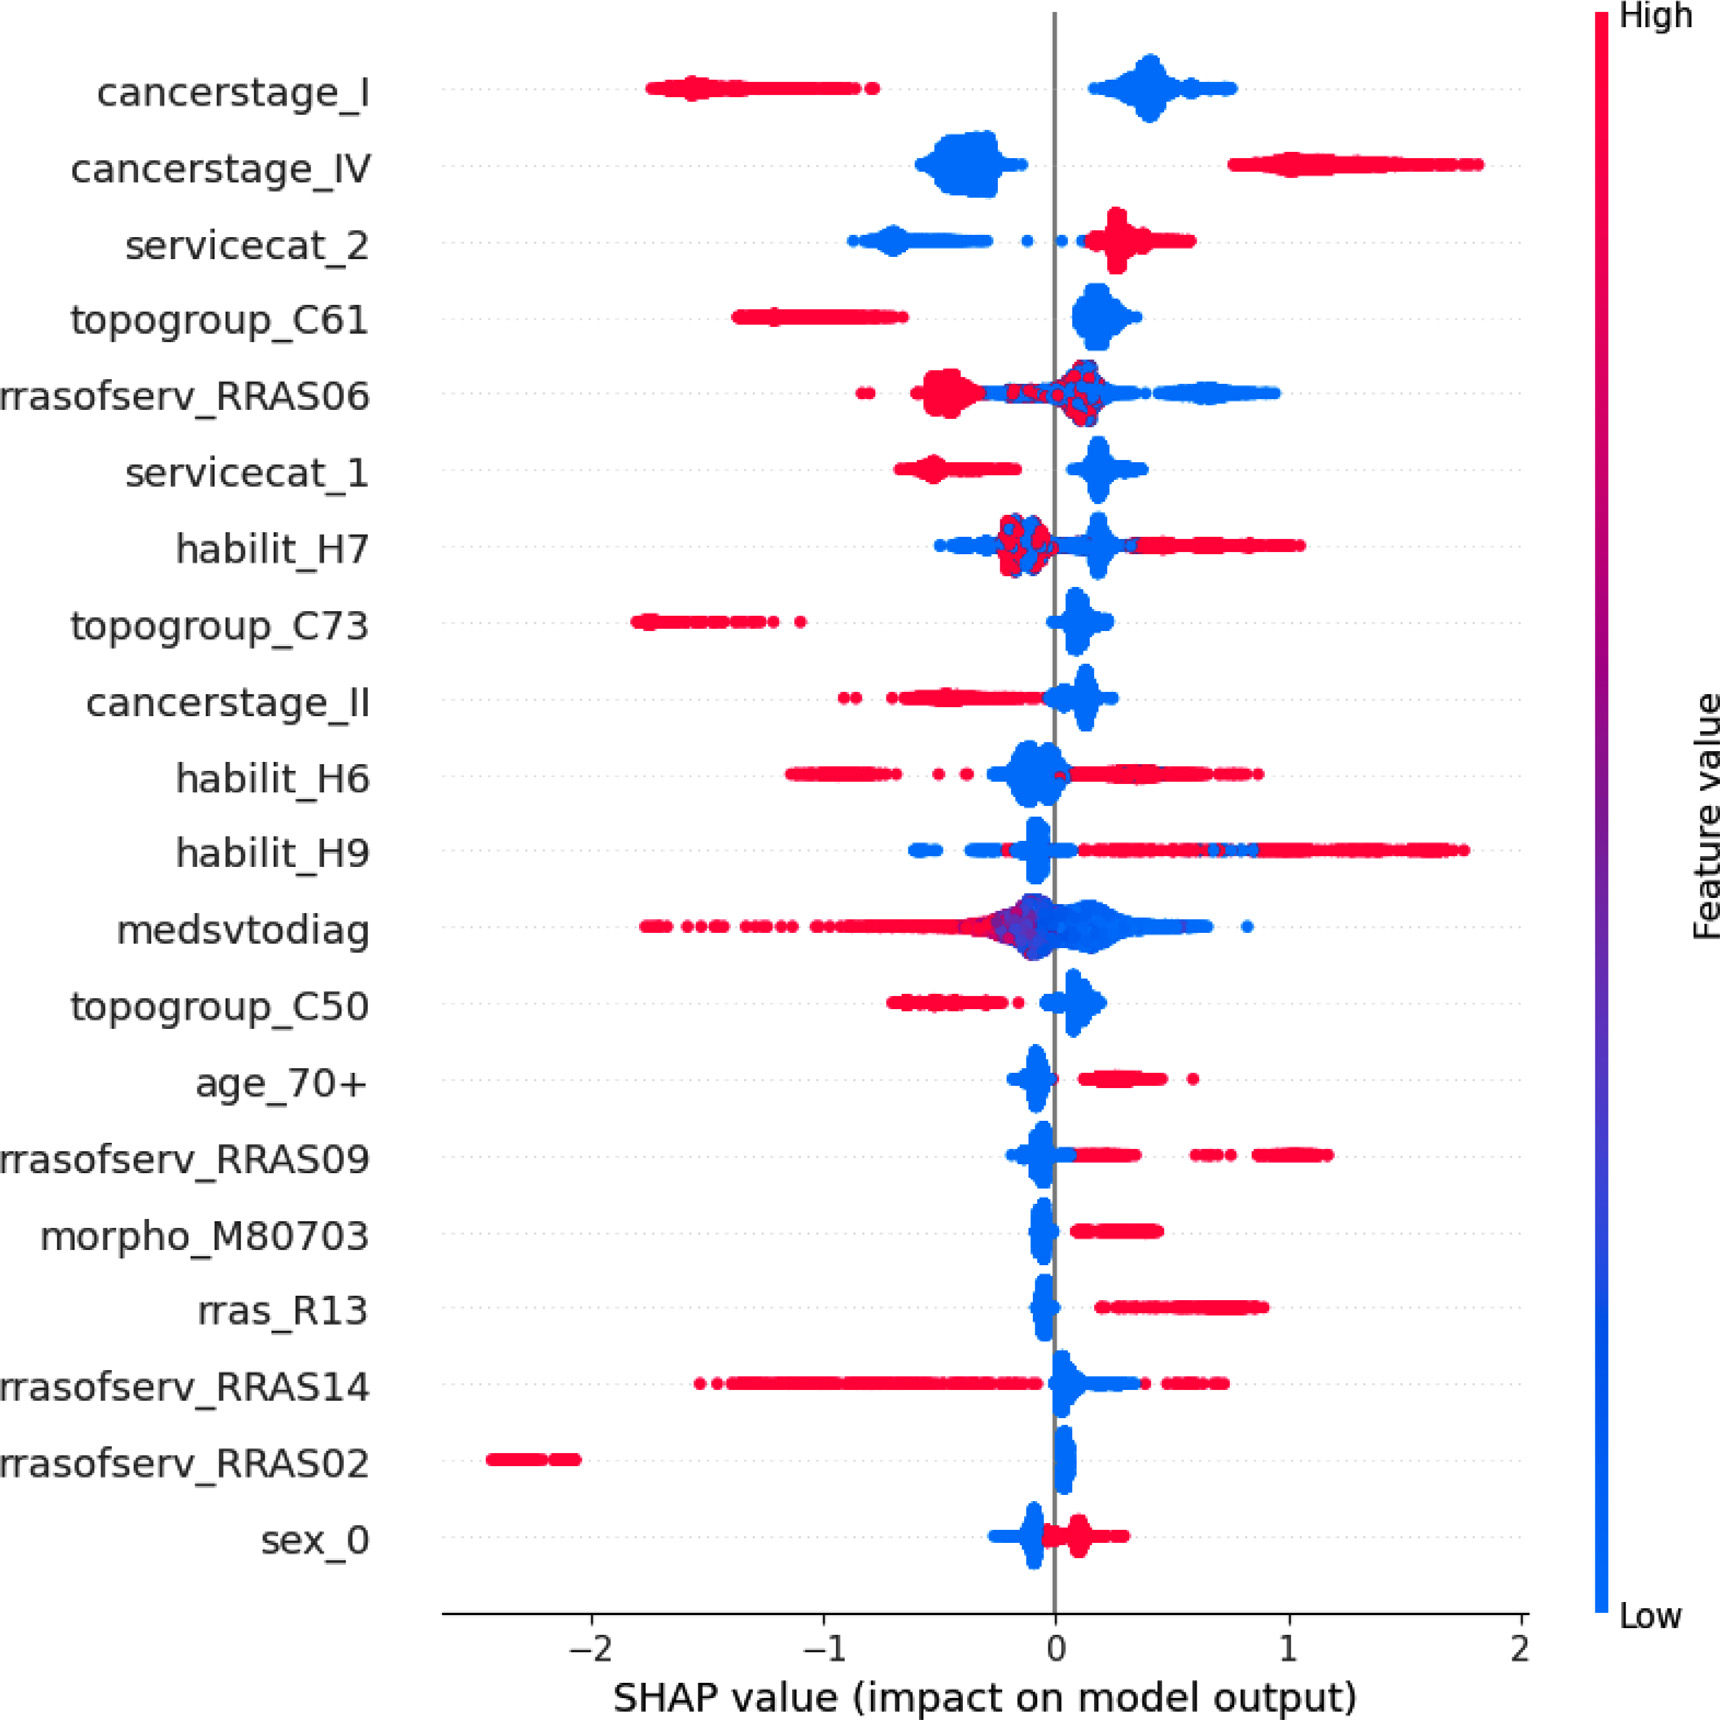 High
cancerstage_I
cancerstage_IV
servicecat_2
topogroup_C61
rrasofserv_RRAS06
servicecat_1
habilit_H7
topogroup_C73
cancerstage_II
habilit_H6
habilit_H9
medsvtodiag
topogroup_C50
age_70+
rrasofserv_RRAS09
morpho_M80703
rras_R13
rrasofserv_RRAS14
rrasofserv_RRAS02
sex_0
Feature value
Low
−2 −1 0 1 2
SHAP value (impact on model output)